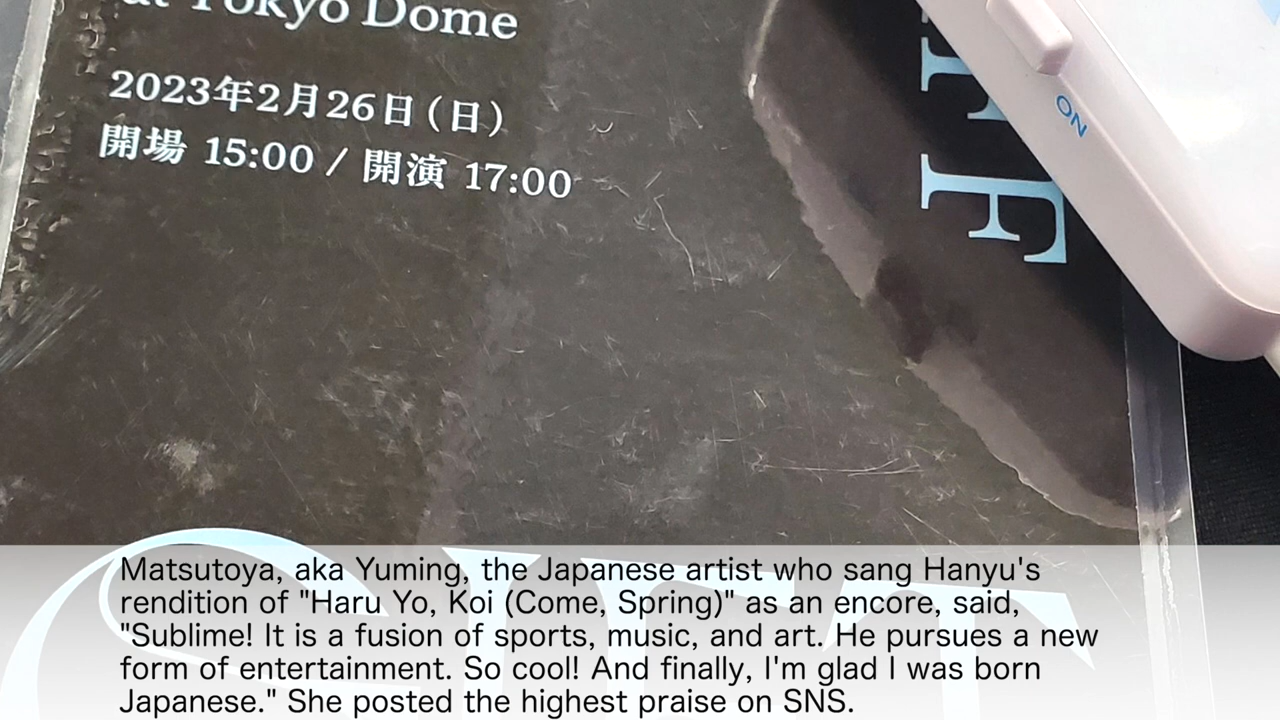 at Tokyo Dome
2023年2月26日(日)
開場 15:00 / 開演 17:00
ON
GIFT
Matsutoya, aka Yuming, the Japanese artist who sang Hanyu's
rendition of "Haru Yo, Koi (Come, Spring)" as an encore, said,
"Sublime! It is a fusion of sports, music, and art. He pursues a new
form of entertainment. So cool! And finally, I'm glad I was born
Japanese." She posted the highest praise on SNS.